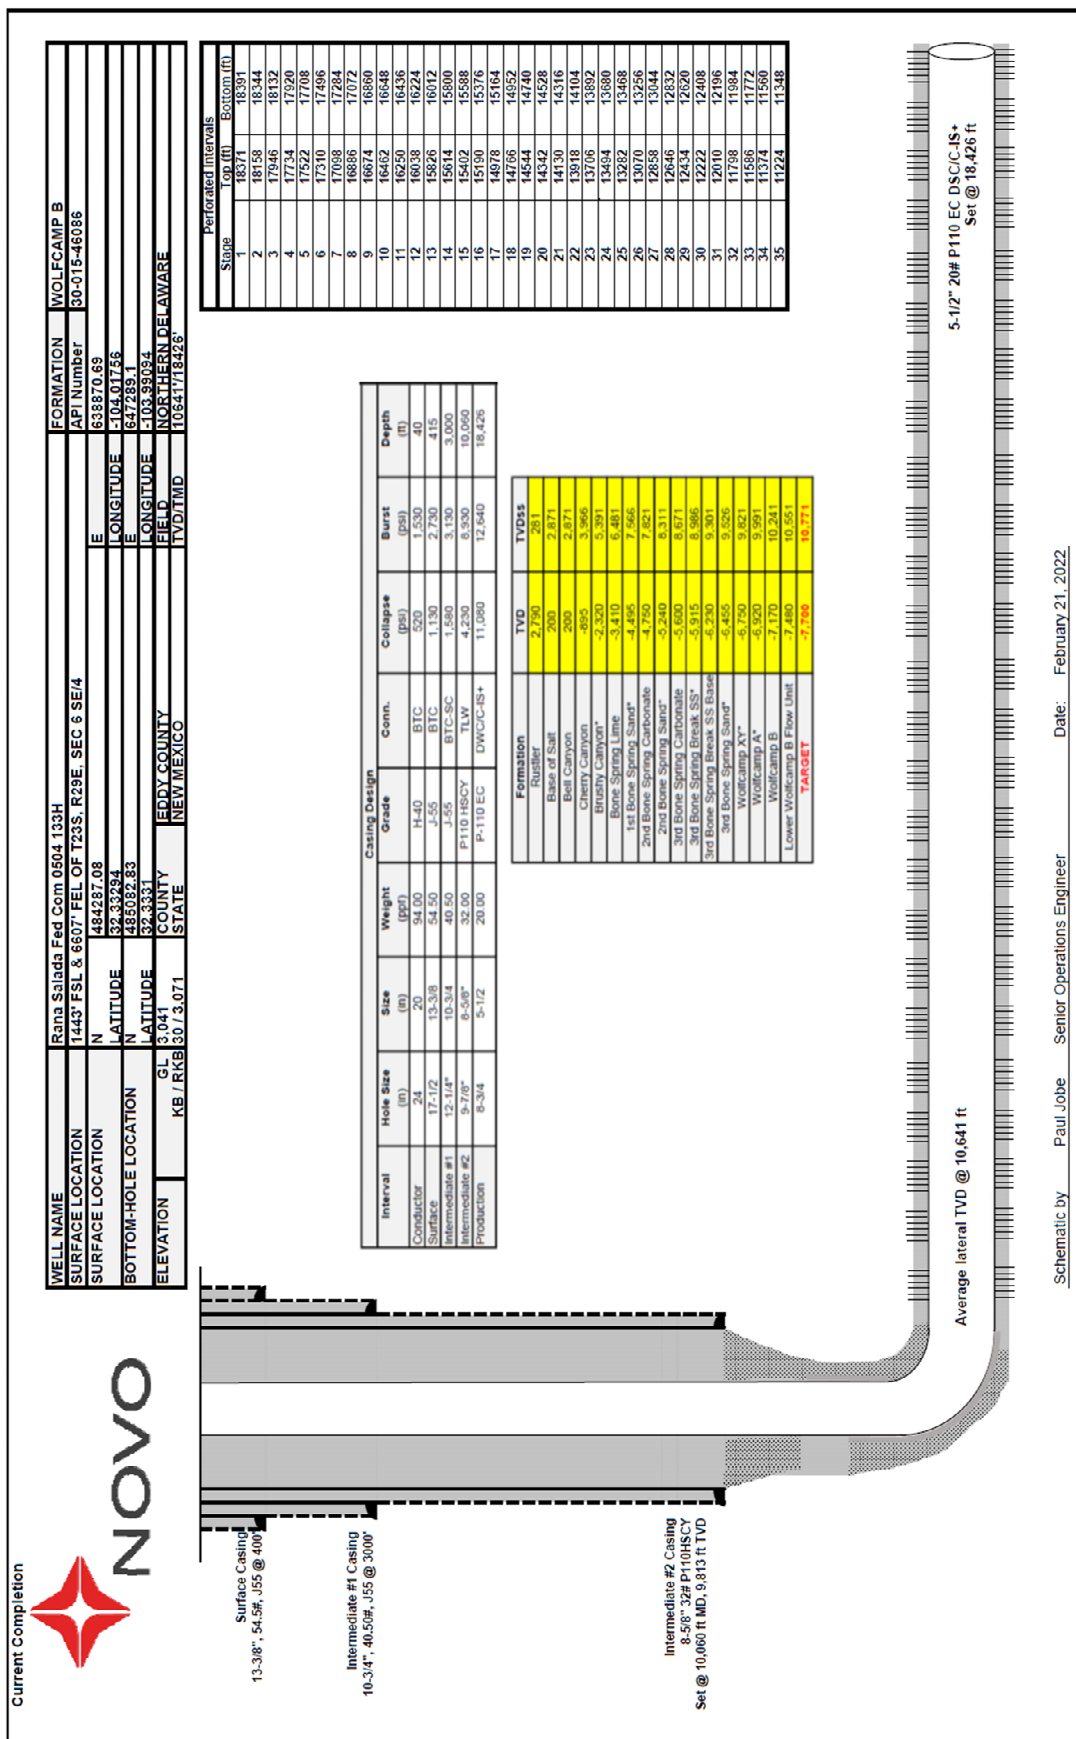 Current Completion
NOVO
WELL NAME Rana Salada Fed Com 0504 133H FORMATION WOLFCAMP B
SURFACE LOCATION 1443' FSL & 6607' FEL OF T23S, R29E, SEC 6 SE/4 API Number 30-015-46086
SURFACE LOCATION N 484287.08 E 638870.69
LATITUDE 32.33294 LONGITUDE -104.01756
BOTTOM-HOLE LOCATION N 485082.83 E 647289.1
LATITUDE 32.3331 LONGITUDE -103.99094
ELEVATION GL 3,041 COUNTY EDDY COUNTY FIELD NORTHERN DELAWARE
KB / RKB 30 / 3,071 STATE NEW MEXICO TVD/TMD 10641'/18426'
Perforated Intervals
Stage Top (ft) Bottom (ft)
1 18371 18391
2 18158 18344
3 17946 18132
4 17734 17920
5 17522 17708
6 17310 17496
7 17098 17284
8 16886 17072
9 16674 16860
10 16462 16648
11 16250 16436
12 16038 16224
13 15826 16012
14 15614 15800
15 15402 15588
16 15190 15376
17 14978 15164
18 14766 14952
19 14544 14740
20 14342 14528
21 14130 14316
22 13918 14104
23 13706 13892
24 13494 13680
25 13282 13468
26 13070 13256
27 12858 13044
28 12646 12832
29 12434 12620
30 12222 12408
31 12010 12196
32 11798 11984
33 11586 11772
34 11374 11560
35 11224 11348
Casing Design
Interval Hole Size (in) Size (in) Weight (ppf) Grade Conn. Collapse (psi) Burst (psi) Depth (ft)
Conductor 24 20 94.00 H-40 BTC 520 1,530 40
Surface 17-1/2 13-3/8 54.50 J-55 BTC 1,130 2,730 415
Intermediate #1 12-1/4" 10-3/4 40.50 J-55 BTC-SC 1,580 3,130 3,000
Intermediate #2 9-7/8" 8-5/8" 32.00 P110 HSCY TLW 4,230 8,930 10,060
Production 8-3/4 5-1/2 20.00 P-110 EC DWC/C-IS+ 11,080 12,640 18,426
Formation TVD TVDss
Rustler 2,790 281
Base of Salt 200 2,871
Bell Canyon 200 2,871
Cherry Canyon -895 3,966
Brushy Canyon* -2,320 5,391
Bone Spring Lime -3,410 6,481
1st Bone Spring Sand* -4,495 7,566
2nd Bone Spring Carbonate -4,750 7,821
2nd Bone Spring Sand* -5,240 8,311
3rd Bone Spring Carbonate -5,600 8,671
3rd Bone Spring Break SS* -5,915 8,986
3rd Bone Spring Break SS Base -6,230 9,301
3rd Bone Spring Sand* -6,455 9,526
Wolfcamp XY* -6,750 9,821
Wolfcamp A* -6,920 9,991
Wolfcamp B -7,170 10,241
Lower Wolfcamp B Flow Unit -7,480 10,551
TARGET -7,700 10,771
Surface Casing
13-3/8", 54.5#, J55 @ 400'
Intermediate #1 Casing
10-3/4", 40.50#, J55 @ 3000'
Intermediate #2 Casing
8-5/8" 32# P110HSCY
Set @ 10,060 ft MD, 9,813 ft TVD
5-1/2" 20# P110 EC DSC/C-IS+
Set @ 18,426 ft
Average lateral TVD @ 10,641 ft
Schematic by Paul Jobe Senior Operations Engineer Date: February 21, 2022